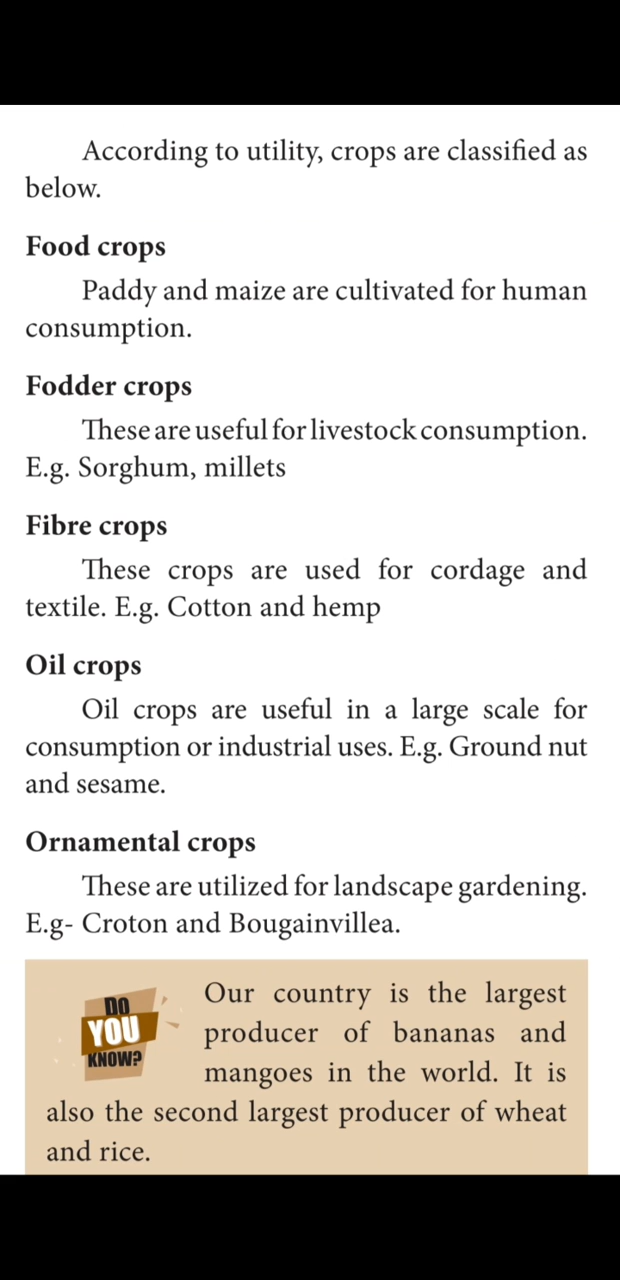 According to utility, crops are classified as
below.
Food crops
Paddy and maize are cultivated for human
consumption.
Fodder crops
These are useful for livestock consumption.
E.g. Sorghum, millets
Fibre crops
These crops are used for cordage and
textile. E.g. Cotton and hemp
Oil crops
Oil crops are useful in a large scale for
consumption or industrial uses. E.g. Ground nut
and sesame.
Ornamental crops
These are utilized for landscape gardening.
E.g- Croton and Bougainvillea.
DO
YOU
KNOW?
Our country is the largest
producer of bananas and
mangoes in the world. It is
also the second largest producer of wheat
and rice.